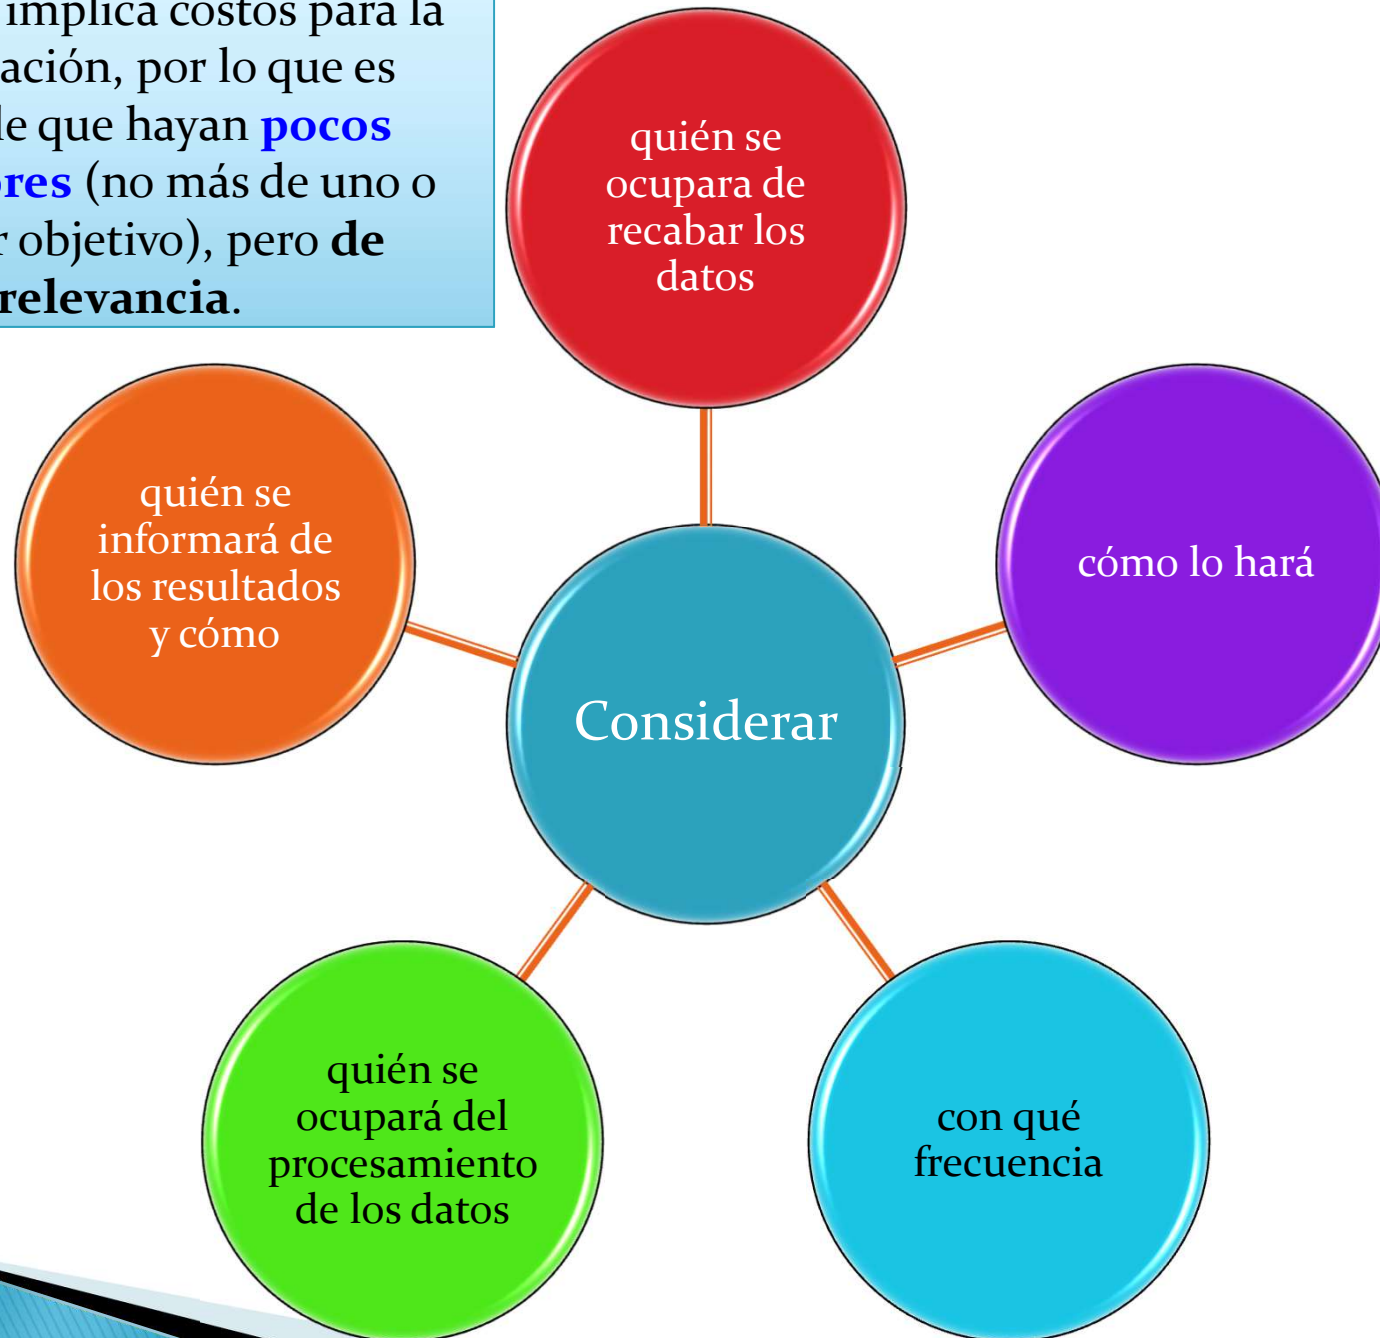 implica costos para la
ación, por lo que es
le que hayan pocos
ores (no más de uno o
r objetivo), pero de
relevancia.
quién se
ocupara de
recabar los
datos
cómo lo hará
con qué
frecuencia
quién se
ocupará del
procesamiento
de los datos
quién se
informará de
los resultados
y cómo
Considerar